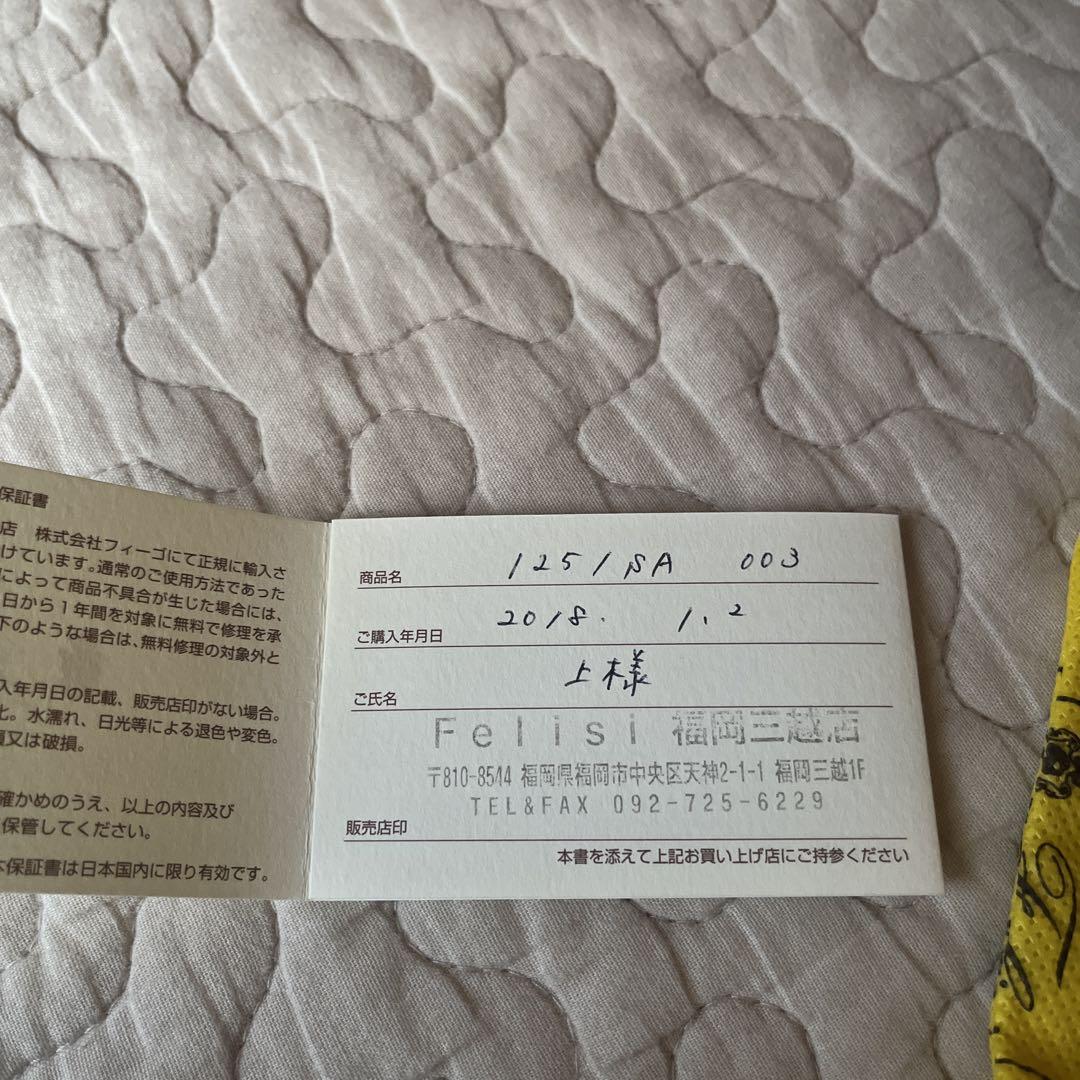 保証書
店　株式会社フィーゴにて正規に輸入さ
けています。通常のご使用方法であった
によって商品不具合が生じた場合には、
日から1年間を対象に無料で修理を承
下のような場合は、無料修理の対象外と
入年月日の記載、販売店印がない場合。
化。水濡れ、日光等による退色や変色。
損又は破損。
確かめのうえ、以上の内容及び
保管してください。
本保証書は日本国内に限り有効です。
商品名 1251/SA 003
ご購入年月日 2018. 1.2
ご氏名 上様
Felisi 福岡三越店
〒810-8544 福岡県福岡市中央区天神2-1-1 福岡三越1F
TEL&FAX 092-725-6229
販売店印
本書を添えて上記お買い上げ店にご持参ください